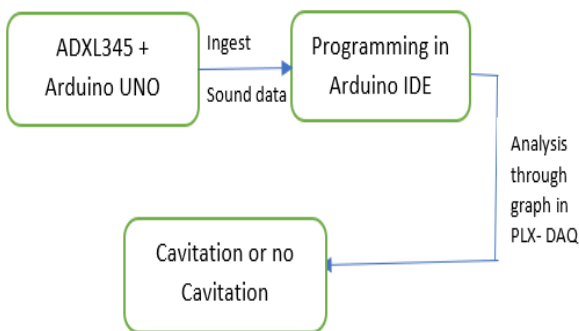 ADXL345 +
Arduino UNO
Ingest
Sound data
Programming in
Arduino IDE
Analysis
through
graph in
PLX- DAQ
Cavitation or no
Cavitation